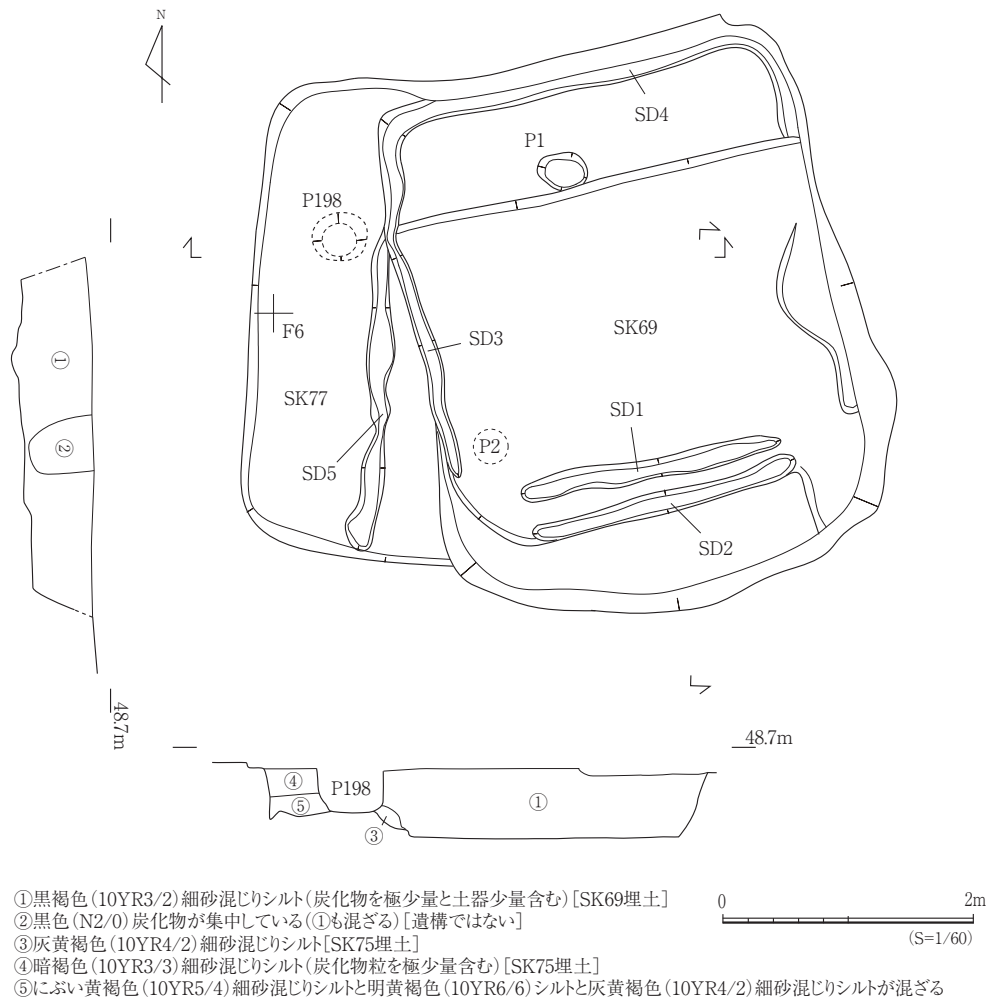 N
SD4
P1
P198
F6
SD3
SK69
SK77
SD1
P2
SD5
SD2
①
②
48.7m
48.7m
④
P198
①
⑤
③
①黒褐色(10YR3/2)細砂混じりシルト(炭化物を極少量と土器少量含む)[SK69埋土]
②黒色(N2/0)炭化物が集中している(①も混ざる)[遺構ではない]
③灰黄褐色(10YR4/2)細砂混じりシルト[SK75埋土]
④暗褐色(10YR3/3)細砂混じりシルト(炭化物粒を極少量含む)[SK75埋土]
⑤にぶい黄褐色(10YR5/4)細砂混じりシルトと明黄褐色(10YR6/6)シルトと灰黄褐色(10YR4/2)細砂混じりシルトが混ざる
0 2m
(S=1/60)